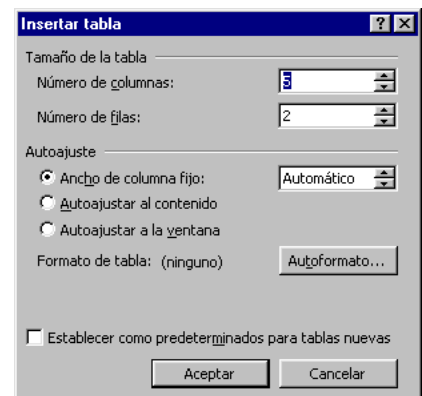 Insertar tabla
Tamaño de la tabla
Número de columnas: 5
Número de filas: 2
Autoajuste
Ancho de columna fijo: Automático
Autoajustar al contenido
Autoajustar a la ventana
Formato de tabla: (ninguno) Autoformato...
Establecer como predeterminados para tablas nuevas
Aceptar Cancelar